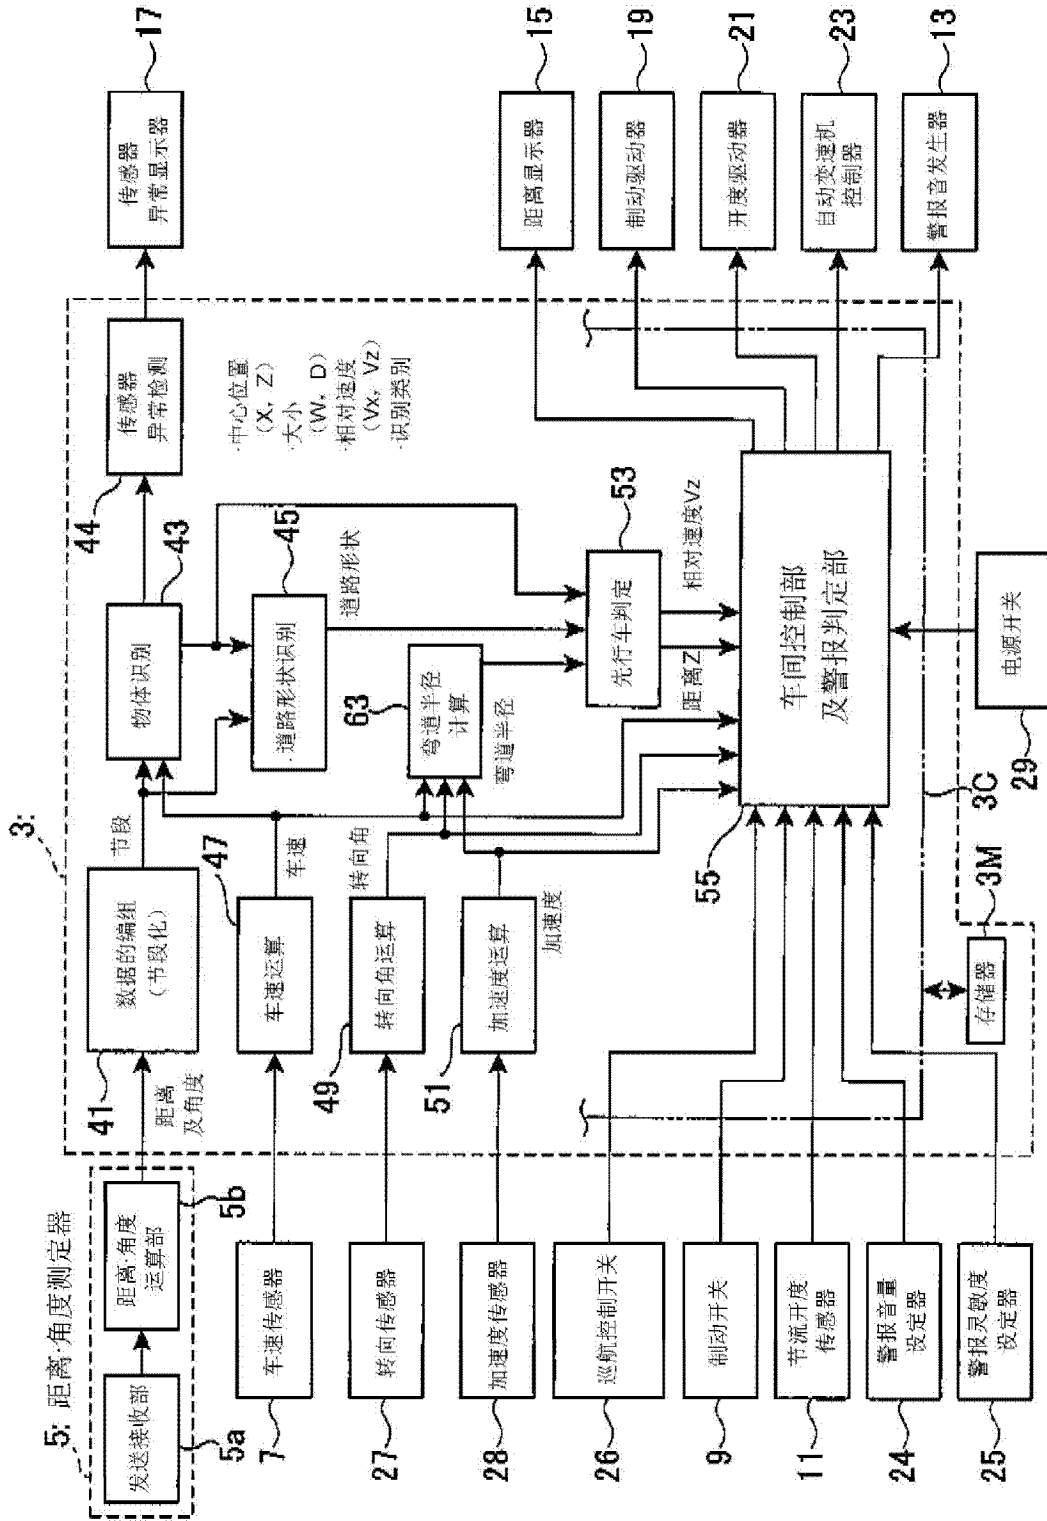 5: 距离·角度测定器
发送接收部
5a
距离·角度
运算部
5b
车速传感器
7
转向传感器
27
加速度传感器
28
巡航控制开关
26
制动开关
9
节流开度
传感器
11
警报音量
设定器
24
警报灵敏度
设定器
25
3:
距离
及角度
数据的编组
(节段化)
41
节段
车速运算
47
车速
转向角运算
49
转向角
加速度运算
51
加速度
物体识别
43
·道路形状识别
45
道路形状
弯道半径
计算
63
弯道半径
传感器
异常检测
44
·中心位置
(X, Z)
·大小
(W, D)
·相对速度
(Vx, Vz)
·识别类别
先行车判定
53
距离Z
相对速度Vz
车间控制部
及警报判定部
55
3C
存储器
3M
电源开关
29
传感器
异常显示器
17
距离显示器
15
制动驱动器
19
开度驱动器
21
自动变速机
控制器
23
警报音发生器
13